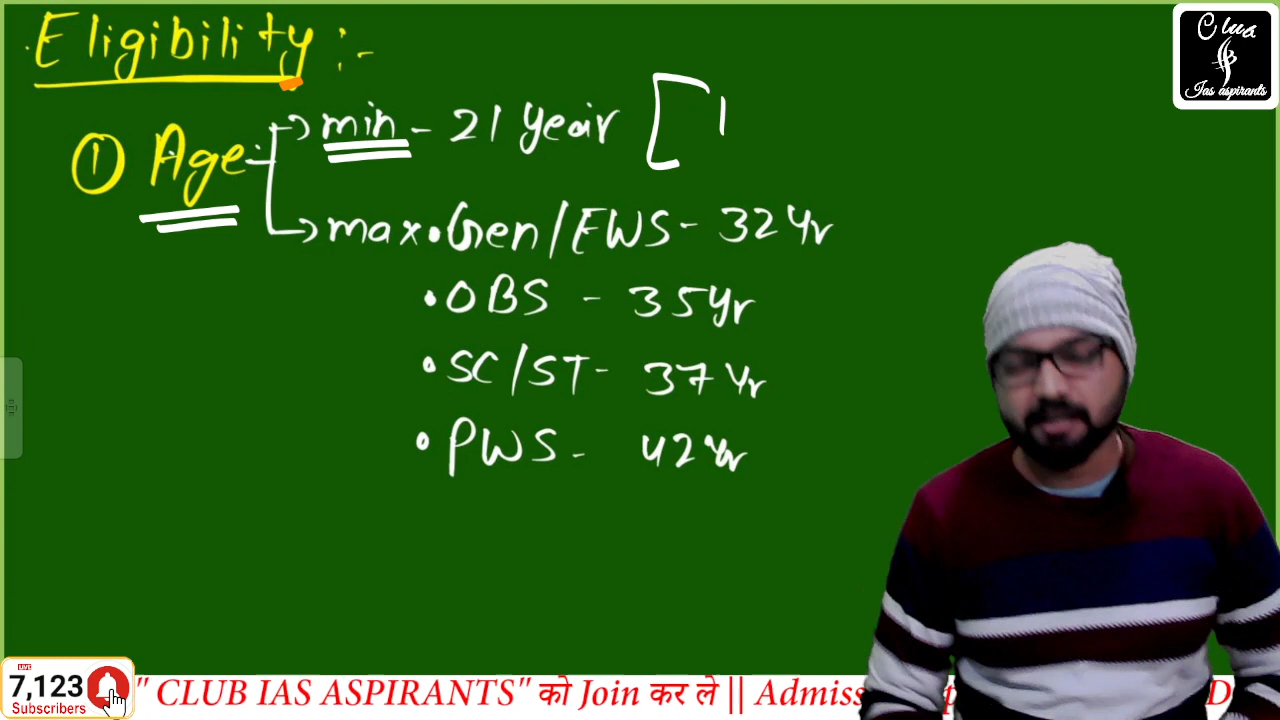 Eligibility :-
① Age → min - 21 year [ 1
→ max • Gen/EWS - 32 Yr
• OBS - 35 yr
• SC/ST - 37 Yr
• PWS - 42 Yr
Club
Ias aspirants
LIVE
7,123
Subscribers
" CLUB IAS ASPIRANTS" को Join कर ले || Admiss
D